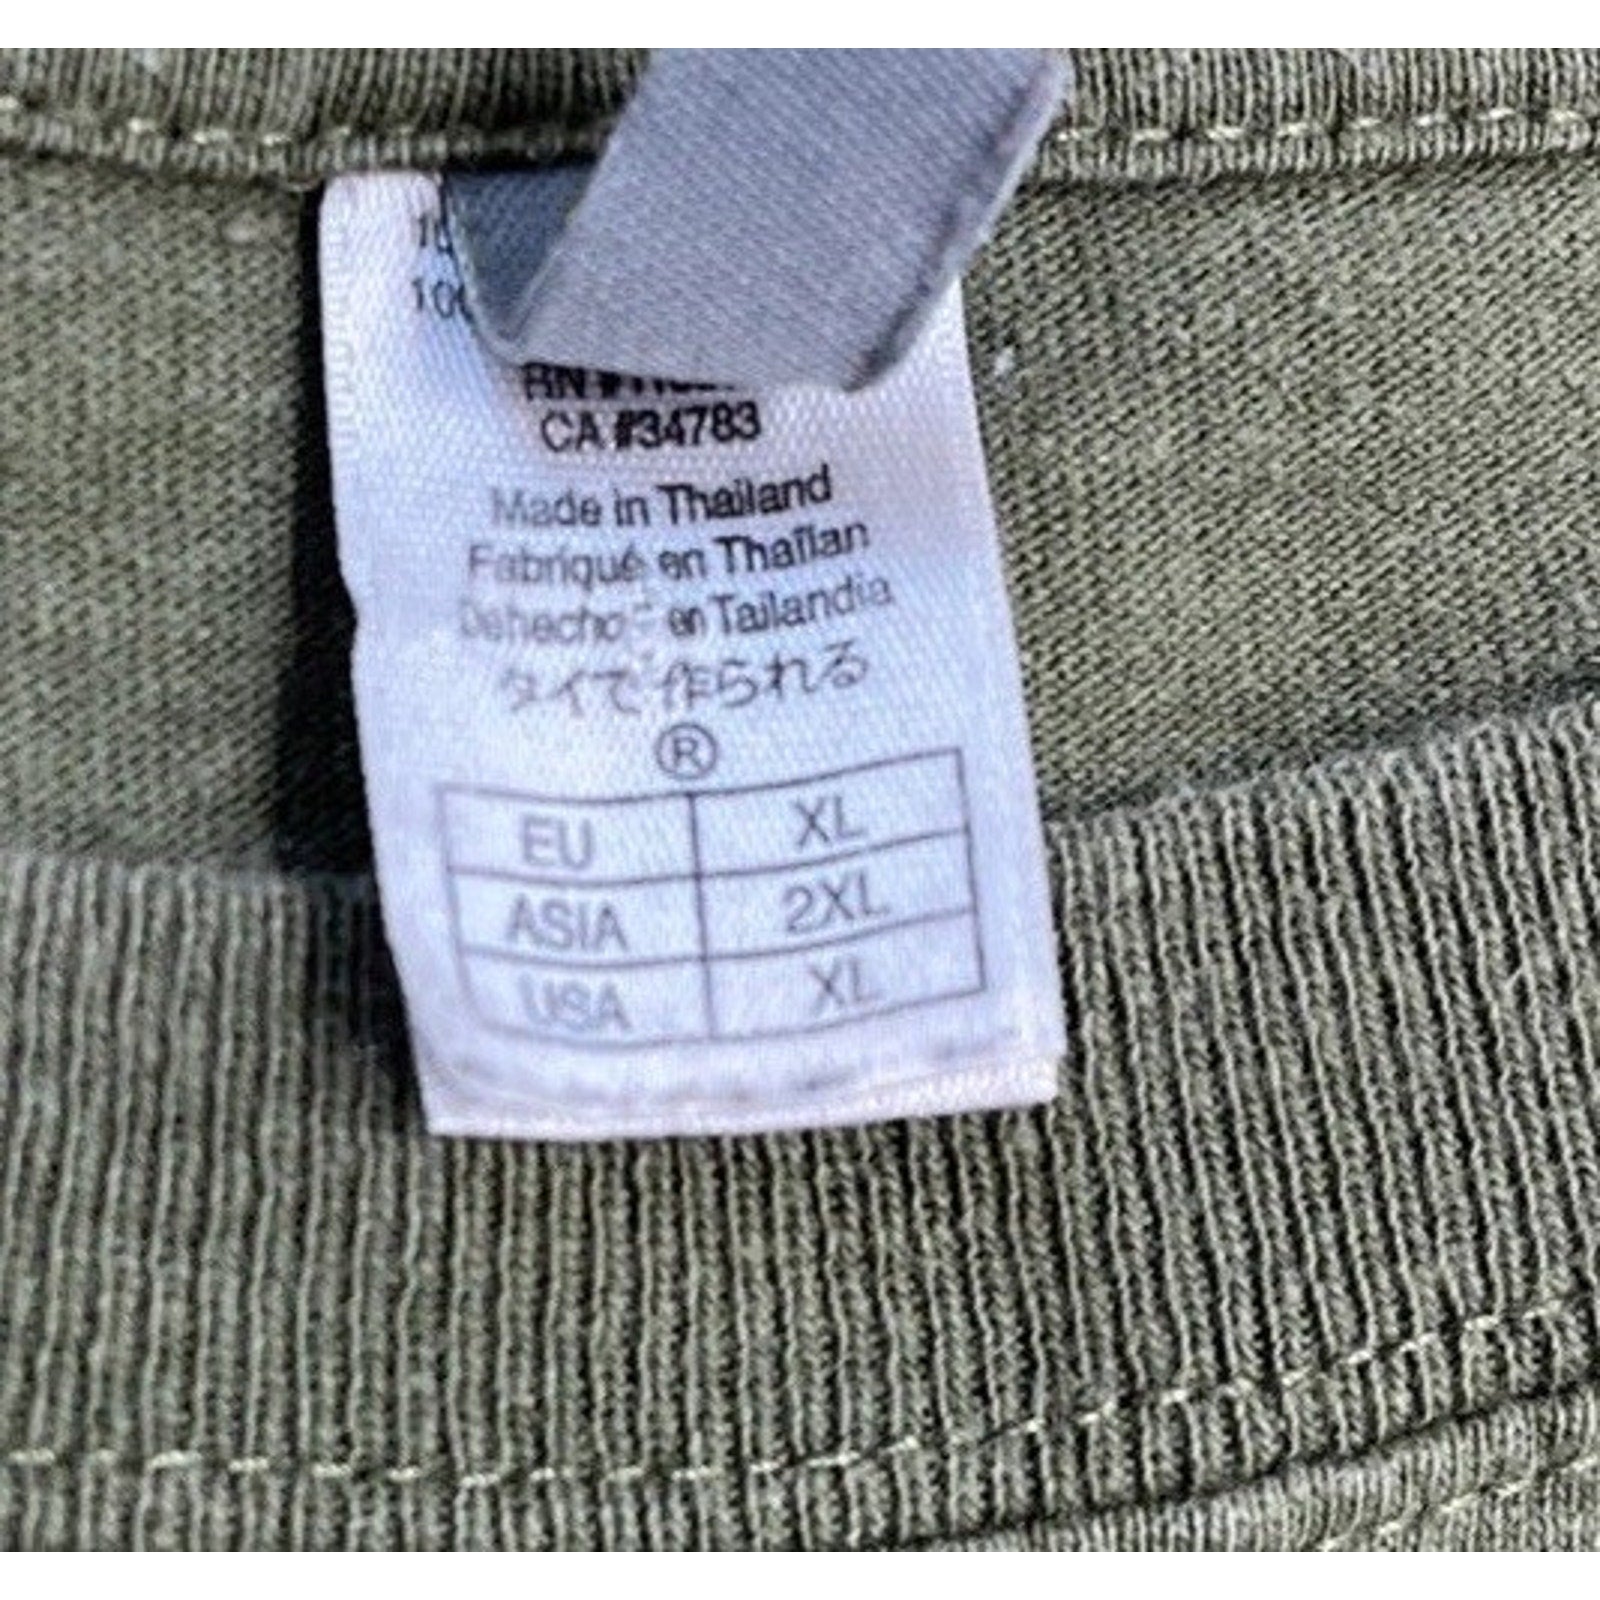 CA #34783
Made in Thailand
Fabriqué en Thaïlan
Dehecho en Tailandia
タイで作られる
®
EU XL
ASIA 2XL
USA XL